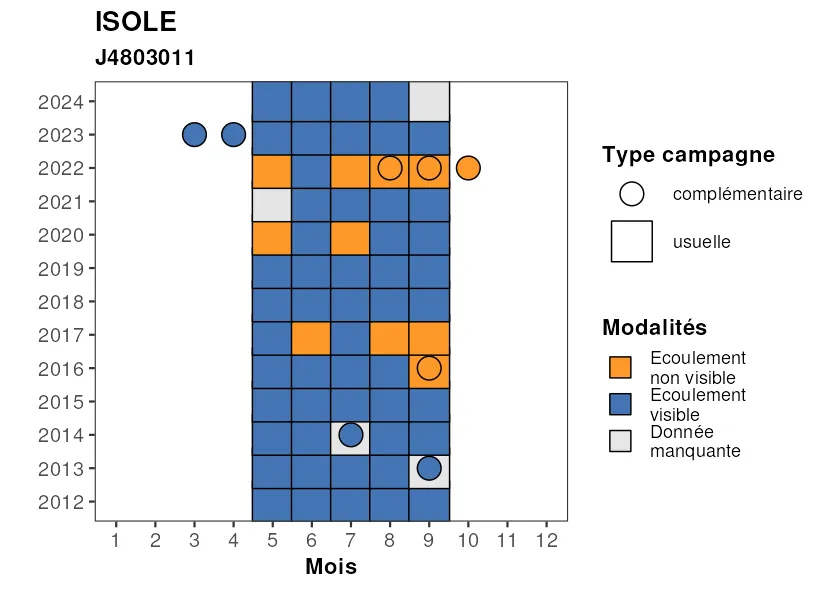 ISOLE
J4803011
2024
2023
2022
2021
2020
2019
2018
2017
2016
2015
2014
2013
2012
1 2 3 4 5 6 7 8 9 10 11 12
Mois
Type campagne
complémentaire
usuelle
Modalités
Ecoulement
non visible
Ecoulement
visible
Donnée
manquante